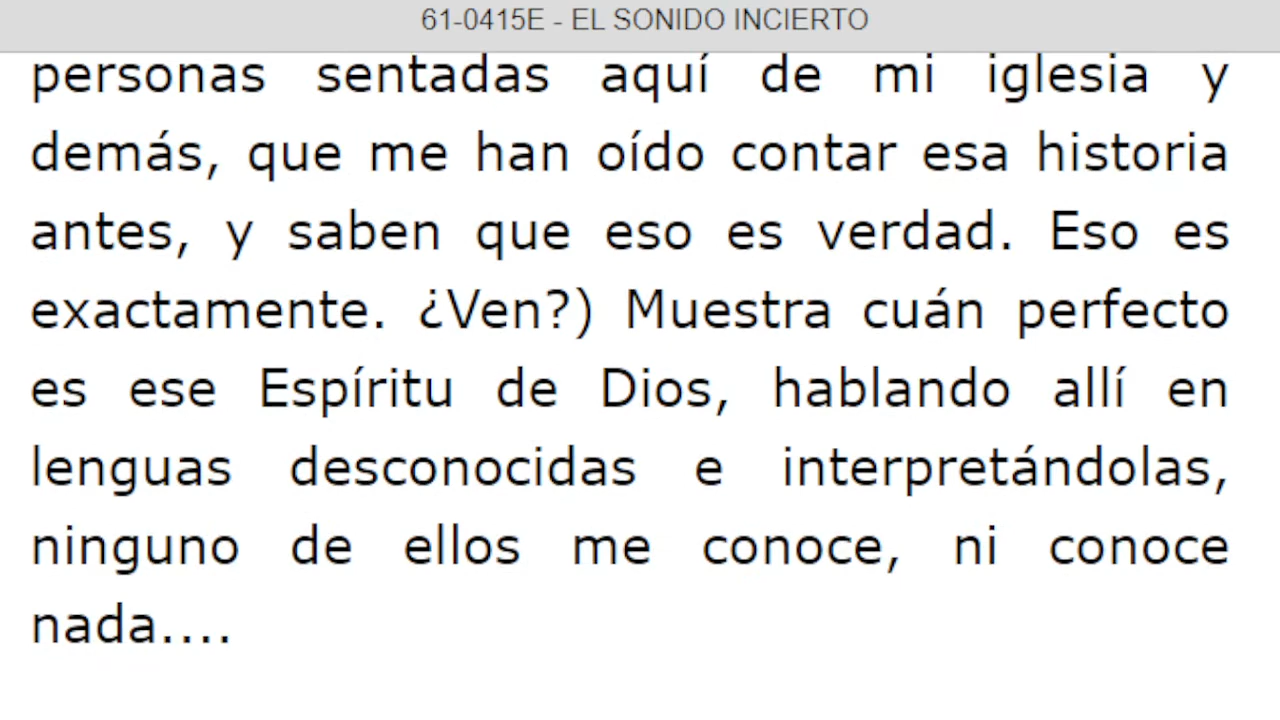 61-0415E - EL SONIDO INCIERTO
personas sentadas aquí de mi iglesia y
demás, que me han oído contar esa historia
antes, y saben que eso es verdad. Eso es
exactamente. ¿Ven?) Muestra cuán perfecto
es ese Espíritu de Dios, hablando allí en
lenguas desconocidas e interpretándolas,
ninguno de ellos me conoce, ni conoce
nada....